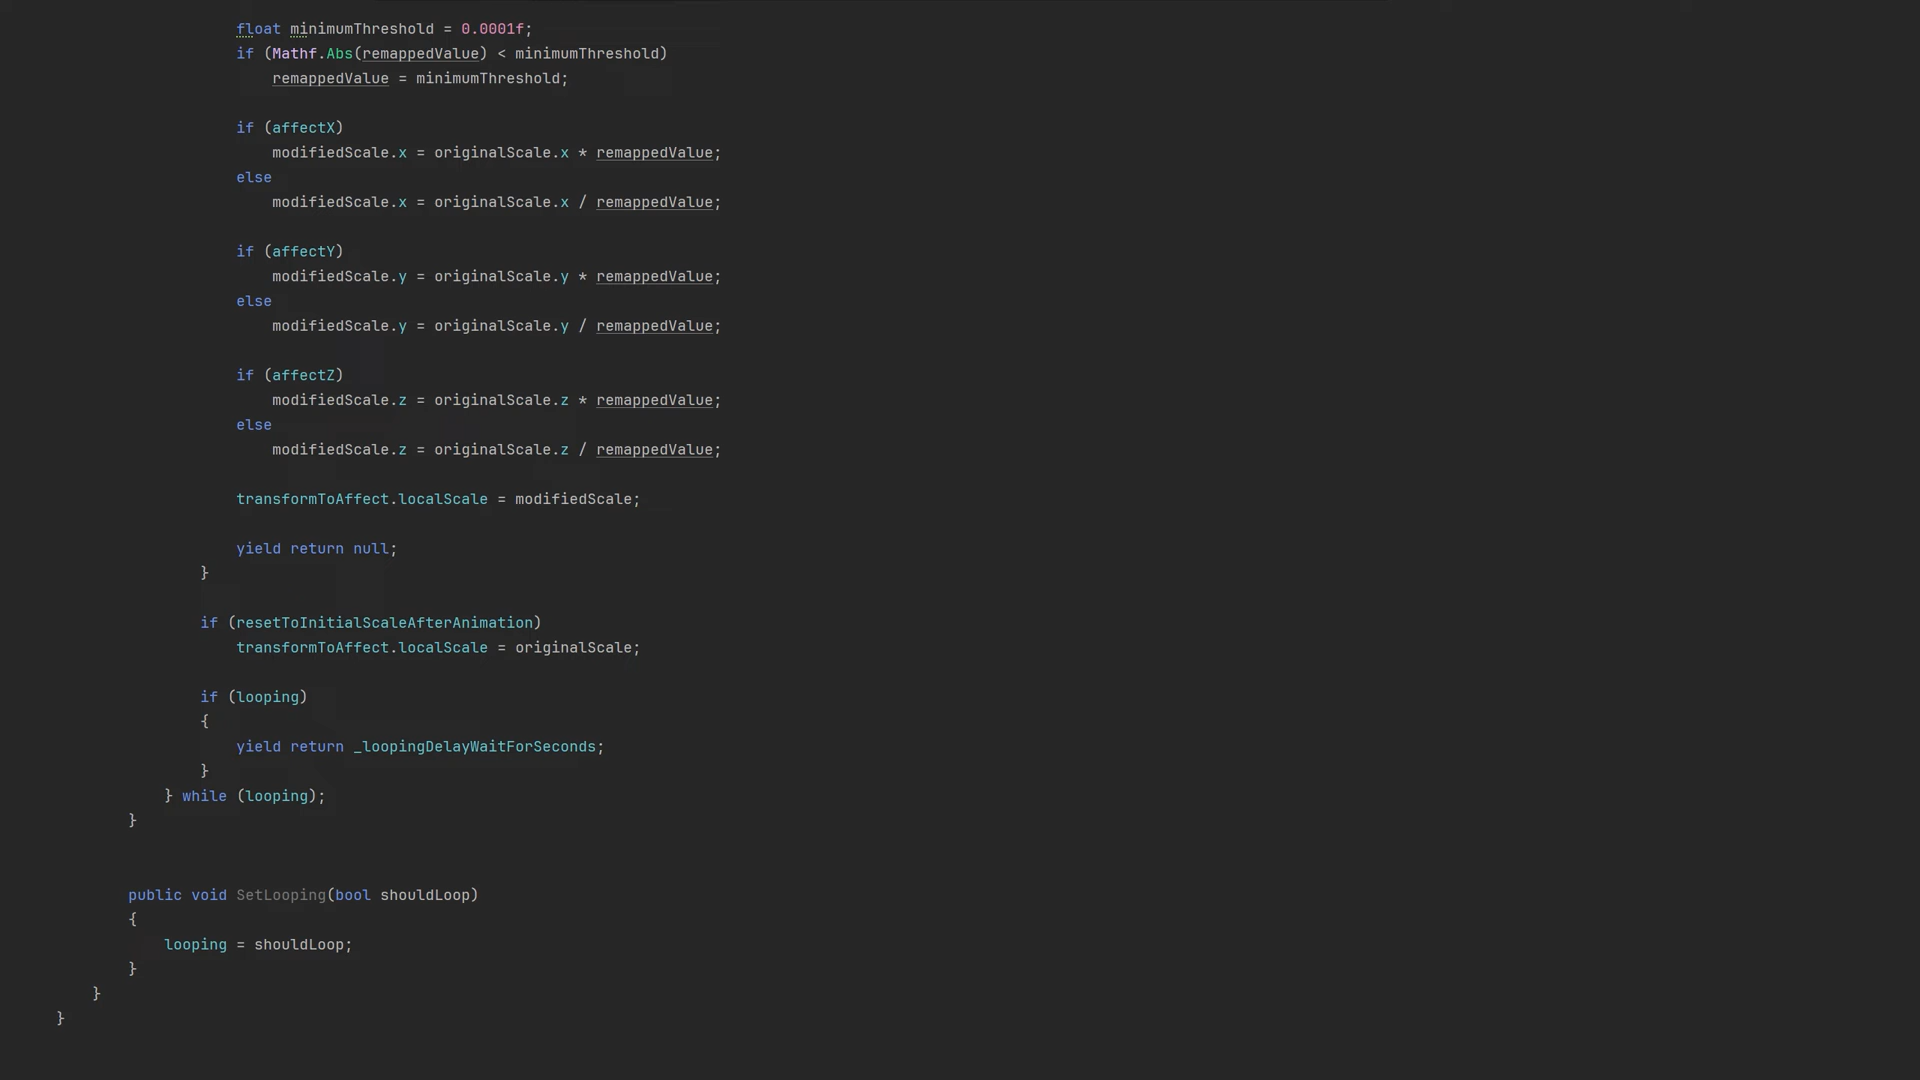 float minimumThreshold = 0.0001f;
if (Mathf.Abs(remappedValue) < minimumThreshold)
remappedValue = minimumThreshold;
if (affectX)
modifiedScale.x = originalScale.x * remappedValue;
else
modifiedScale.x = originalScale.x / remappedValue;
if (affectY)
modifiedScale.y = originalScale.y * remappedValue;
else
modifiedScale.y = originalScale.y / remappedValue;
if (affectZ)
modifiedScale.z = originalScale.z * remappedValue;
else
modifiedScale.z = originalScale.z / remappedValue;
transformToAffect.localScale = modifiedScale;
yield return null;
}
if (resetToInitialScaleAfterAnimation)
transformToAffect.localScale = originalScale;
if (looping)
{
yield return _loopingDelayWaitForSeconds;
}
} while (looping);
}
public void SetLooping(bool shouldLoop)
{
looping = shouldLoop;
}
}
}